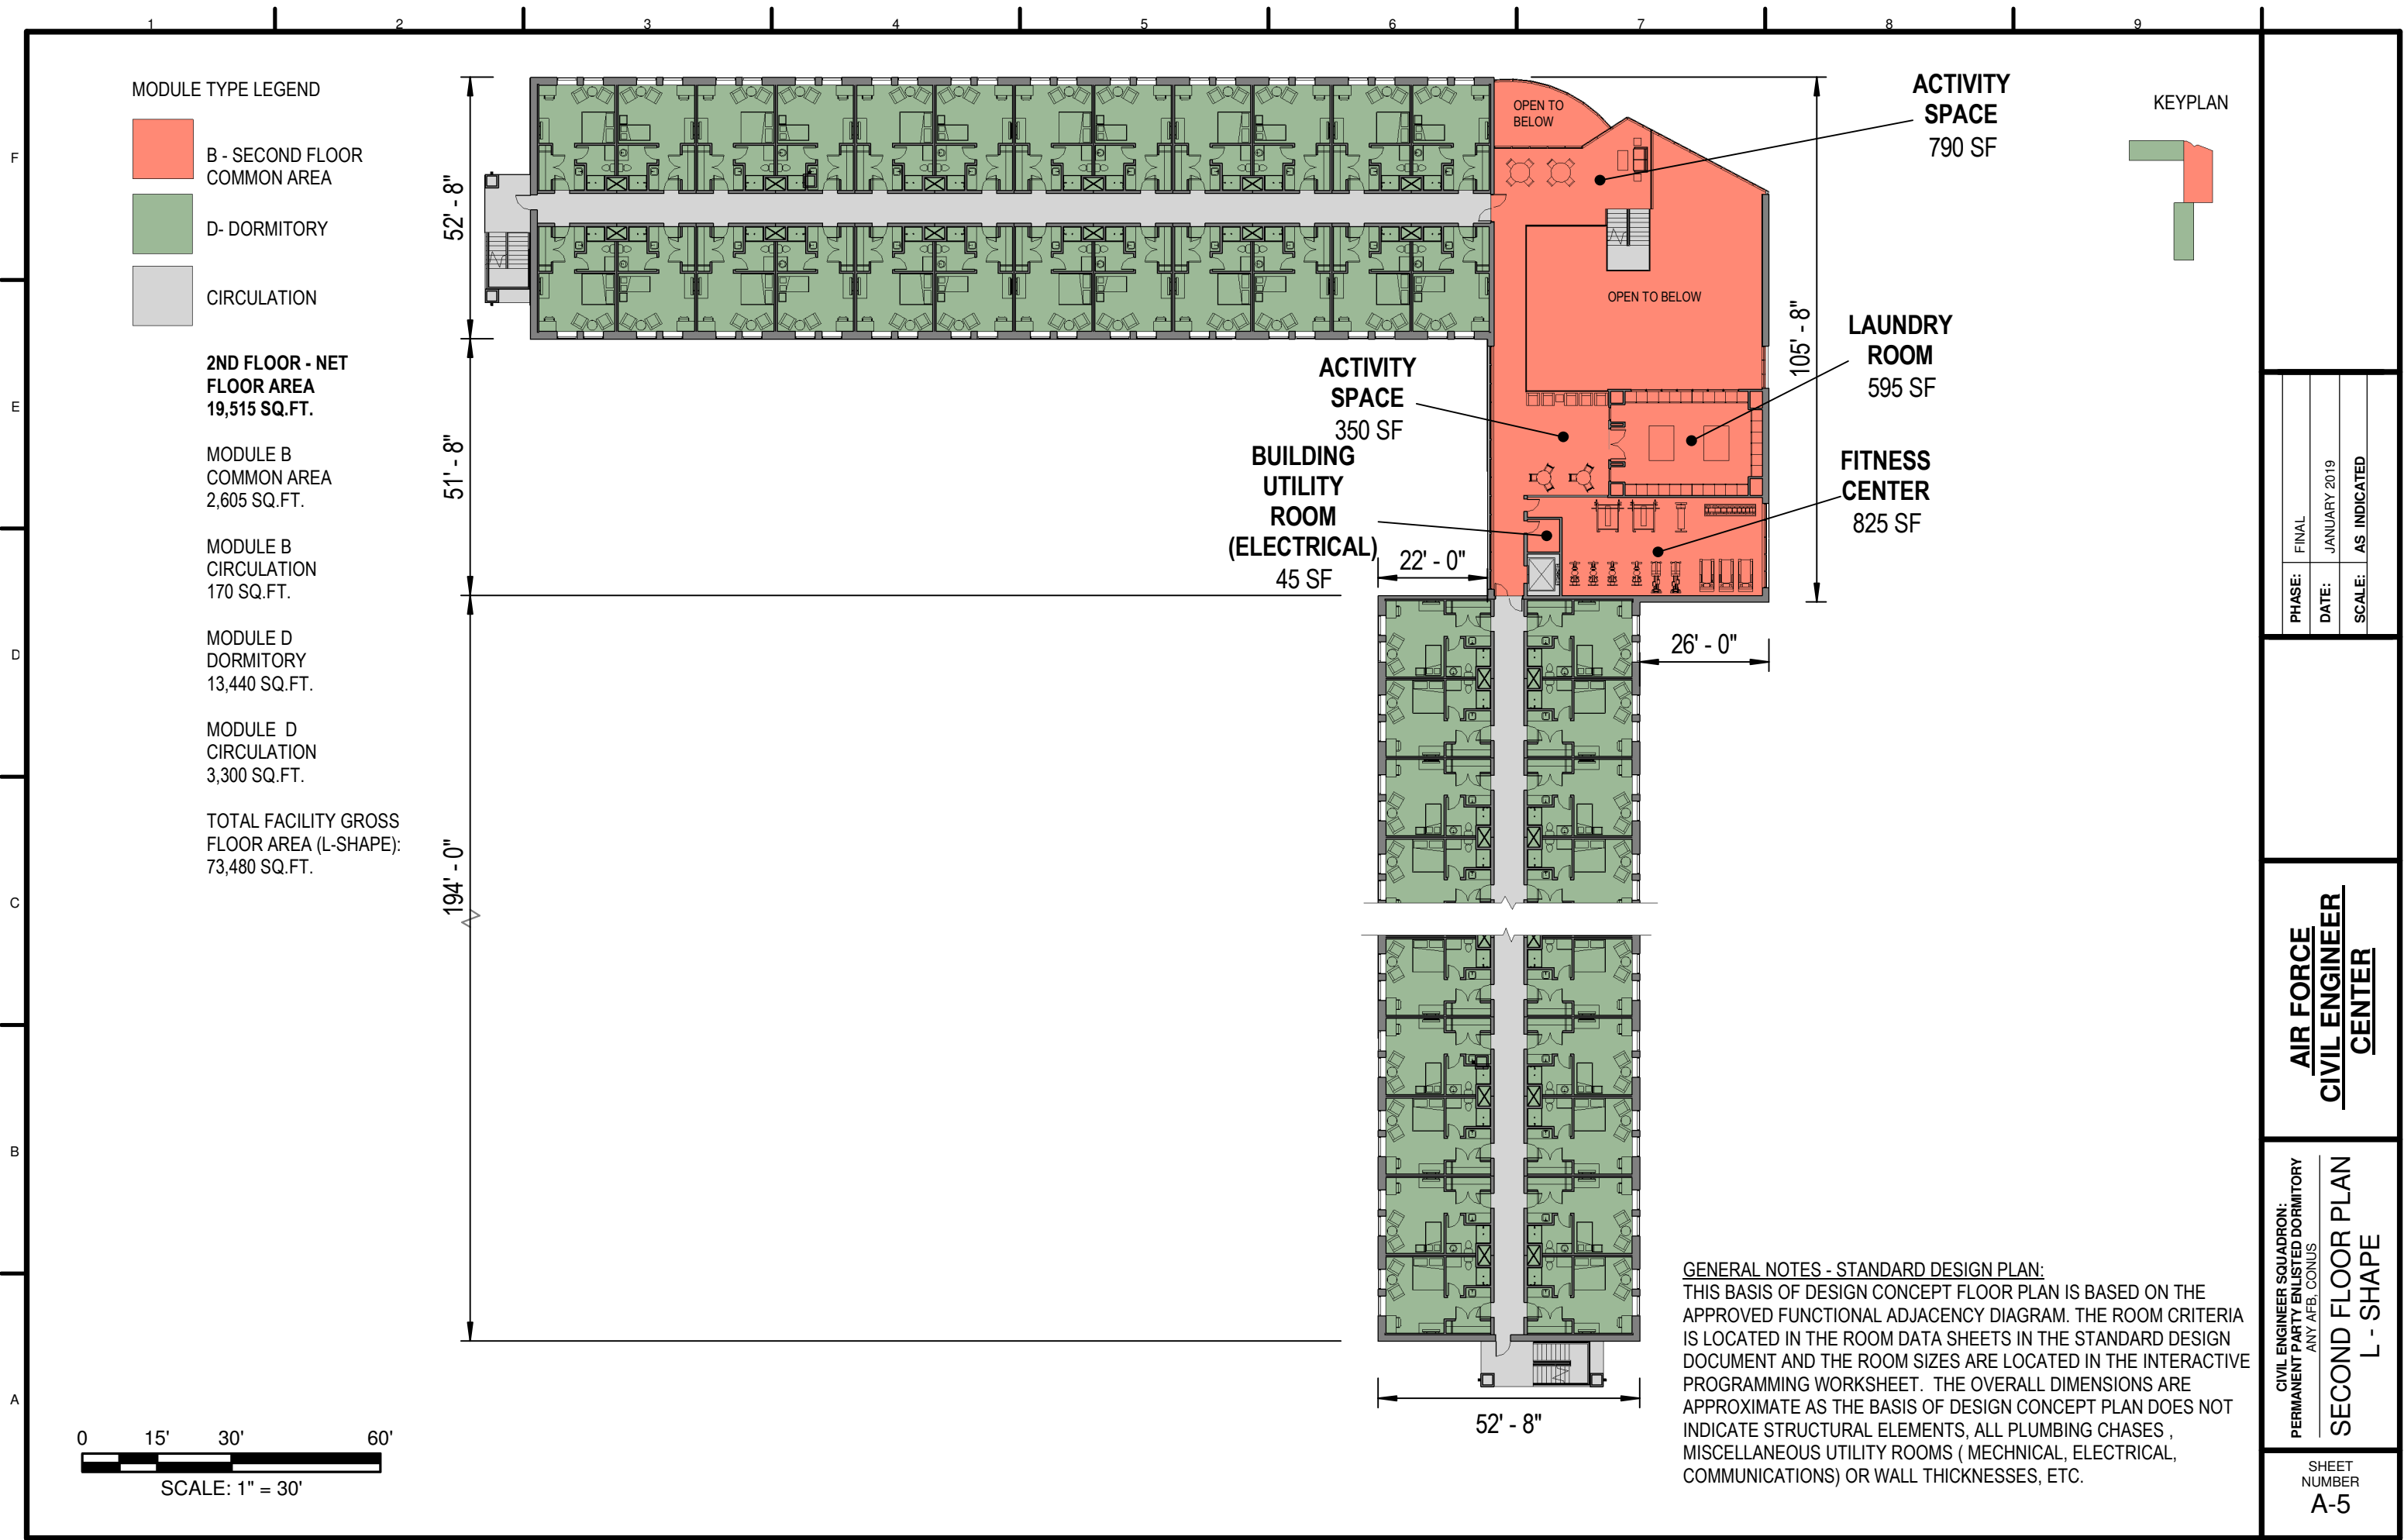 1 2 3 4 5 6 7 8 9
F
E
D
C
B
A
MODULE TYPE LEGEND
B - SECOND FLOOR
COMMON AREA
D- DORMITORY
CIRCULATION
2ND FLOOR - NET
FLOOR AREA
19,515 SQ.FT.
MODULE B
COMMON AREA
2,605 SQ.FT.
MODULE B
CIRCULATION
170 SQ.FT.
MODULE D
DORMITORY
13,440 SQ.FT.
MODULE D
CIRCULATION
3,300 SQ.FT.
TOTAL FACILITY GROSS
FLOOR AREA (L-SHAPE):
73,480 SQ.FT.
52' - 8"
51' - 8"
194' - 0"
OPEN TO
BELOW
OPEN TO BELOW
ACTIVITY
SPACE
790 SF
105' - 8"
LAUNDRY
ROOM
595 SF
ACTIVITY
SPACE
350 SF
BUILDING
UTILITY
ROOM
(ELECTRICAL)
45 SF
FITNESS
CENTER
825 SF
22' - 0"
26' - 0"
52' - 8"
KEYPLAN
GENERAL NOTES - STANDARD DESIGN PLAN:
THIS BASIS OF DESIGN CONCEPT FLOOR PLAN IS BASED ON THE
APPROVED FUNCTIONAL ADJACENCY DIAGRAM. THE ROOM CRITERIA
IS LOCATED IN THE ROOM DATA SHEETS IN THE STANDARD DESIGN
DOCUMENT AND THE ROOM SIZES ARE LOCATED IN THE INTERACTIVE
PROGRAMMING WORKSHEET. THE OVERALL DIMENSIONS ARE
APPROXIMATE AS THE BASIS OF DESIGN CONCEPT PLAN DOES NOT
INDICATE STRUCTURAL ELEMENTS, ALL PLUMBING CHASES ,
MISCELLANEOUS UTILITY ROOMS ( MECHNICAL, ELECTRICAL,
COMMUNICATIONS) OR WALL THICKNESSES, ETC.
0 15' 30' 60'
SCALE: 1" = 30'
PHASE: FINAL
DATE: JANUARY 2019
SCALE: AS INDICATED
AIR FORCE
CIVIL ENGINEER
CENTER
CIVIL ENGINEER SQUADRON:
PERMANENT PARTY ENLISTED DORMITORY
ANY AFB, CONUS
SECOND FLOOR PLAN
L - SHAPE
SHEET
NUMBER
A-5